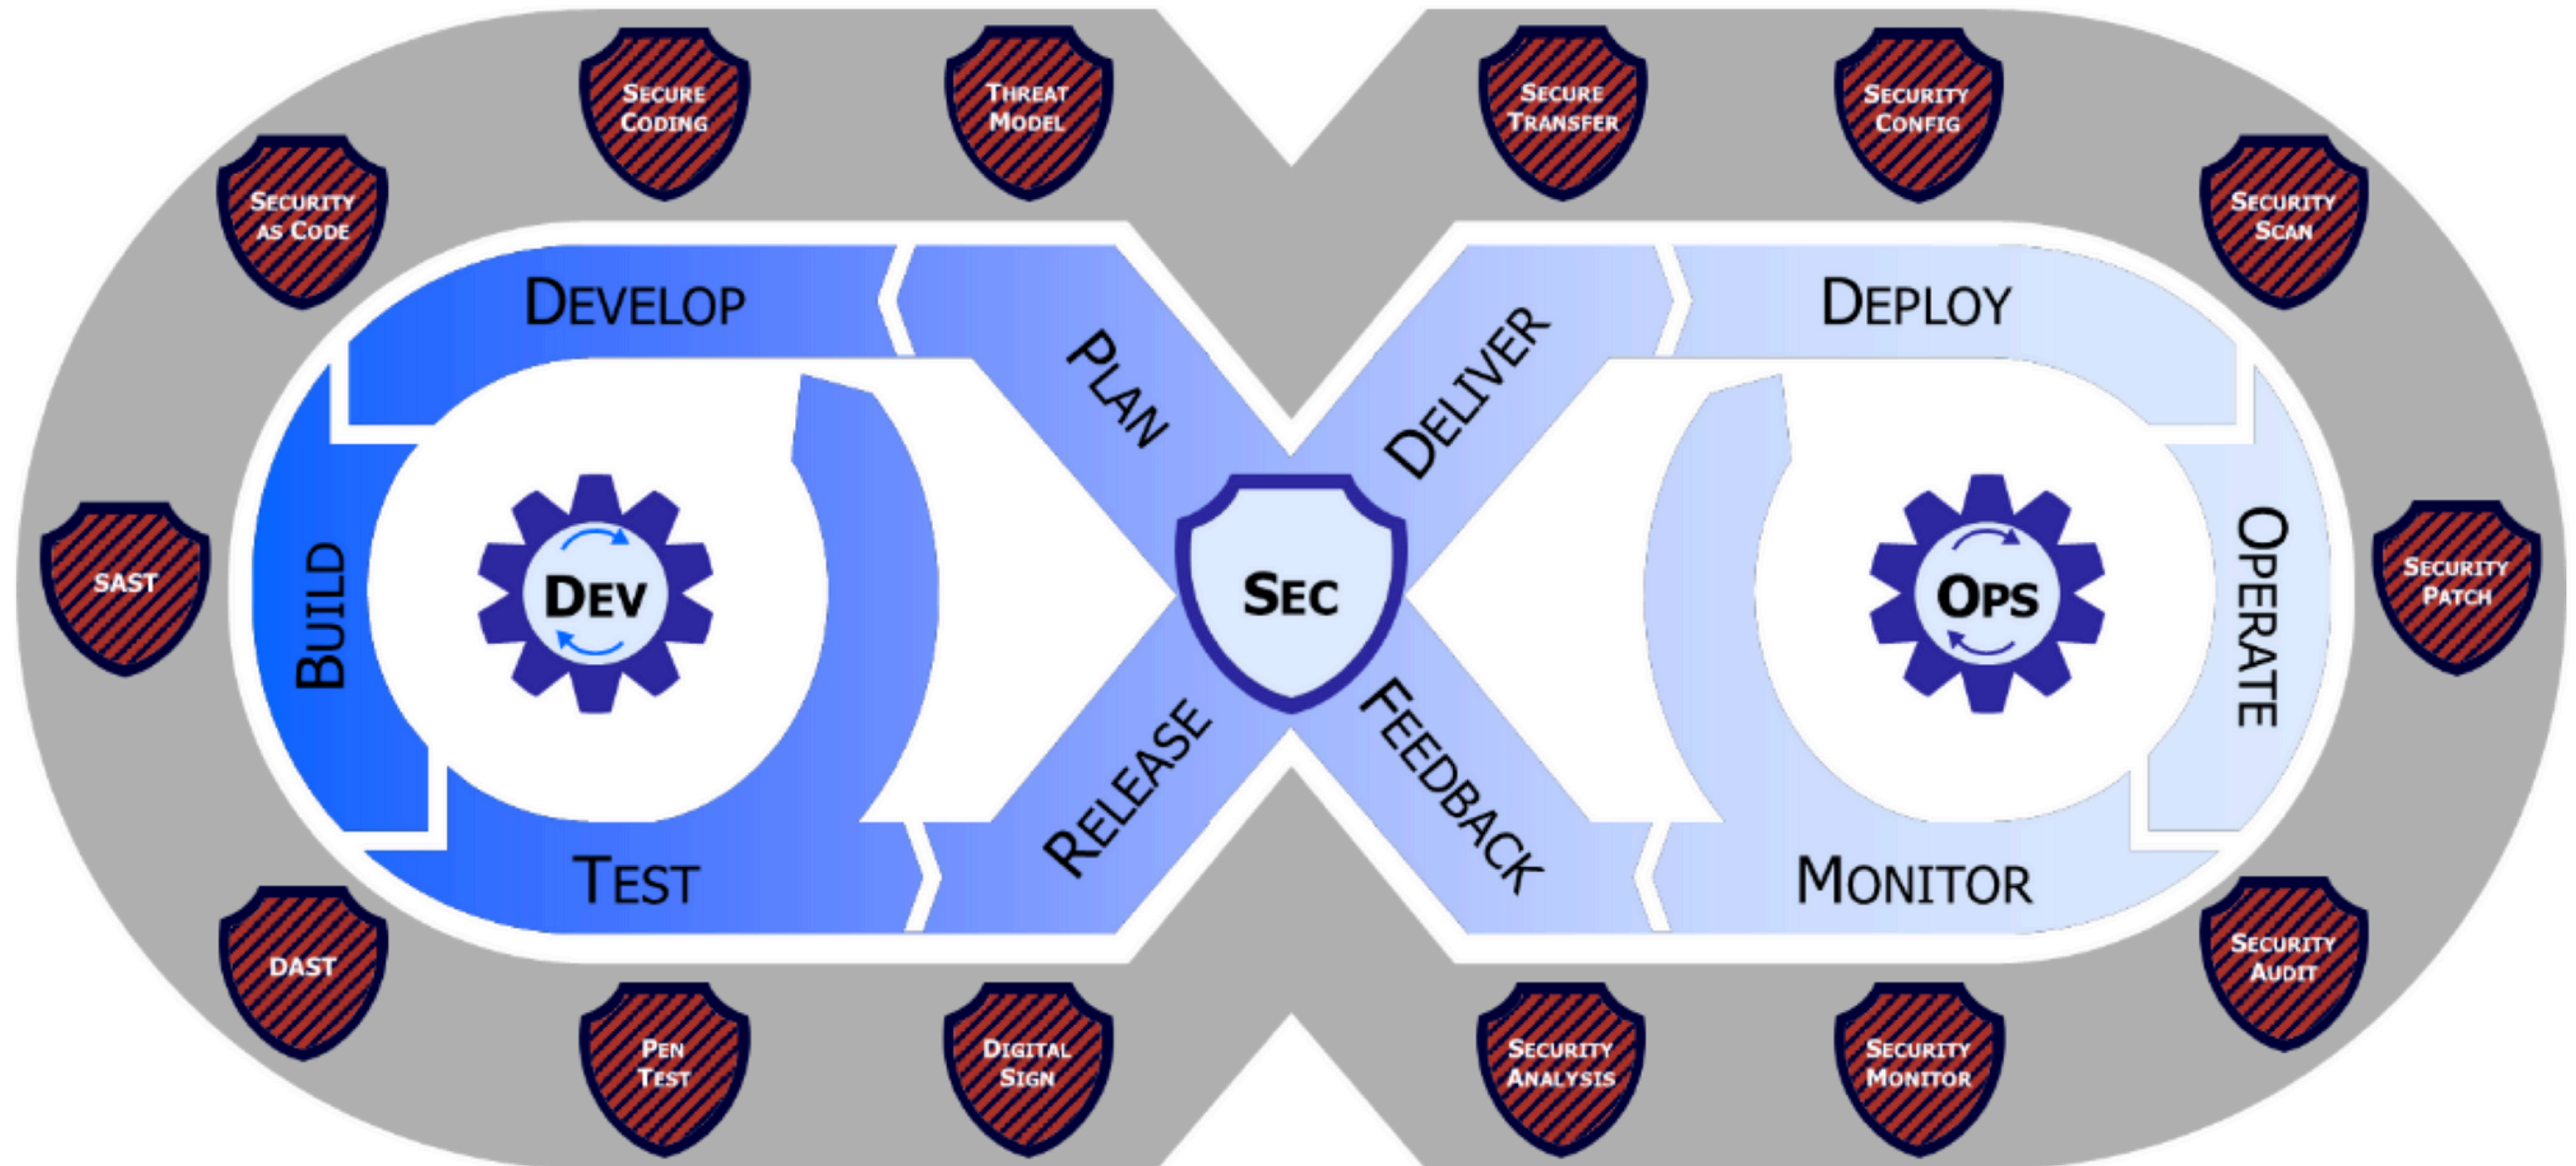 SECURE
CODING
THREAT
MODEL
SECURE
TRANSFER
SECURITY
CONFIG
SECURITY
AS CODE
SECURITY
SCAN
DEVELOP
PLAN
DELIVER
DEPLOY
SAST
BUILD
DEV
SEC
OPS
OPERATE
SECURITY
PATCH
TEST
RELEASE
FEEDBACK
MONITOR
DAST
SECURITY
AUDIT
PEN
TEST
DIGITAL
SIGN
SECURITY
ANALYSIS
SECURITY
MONITOR